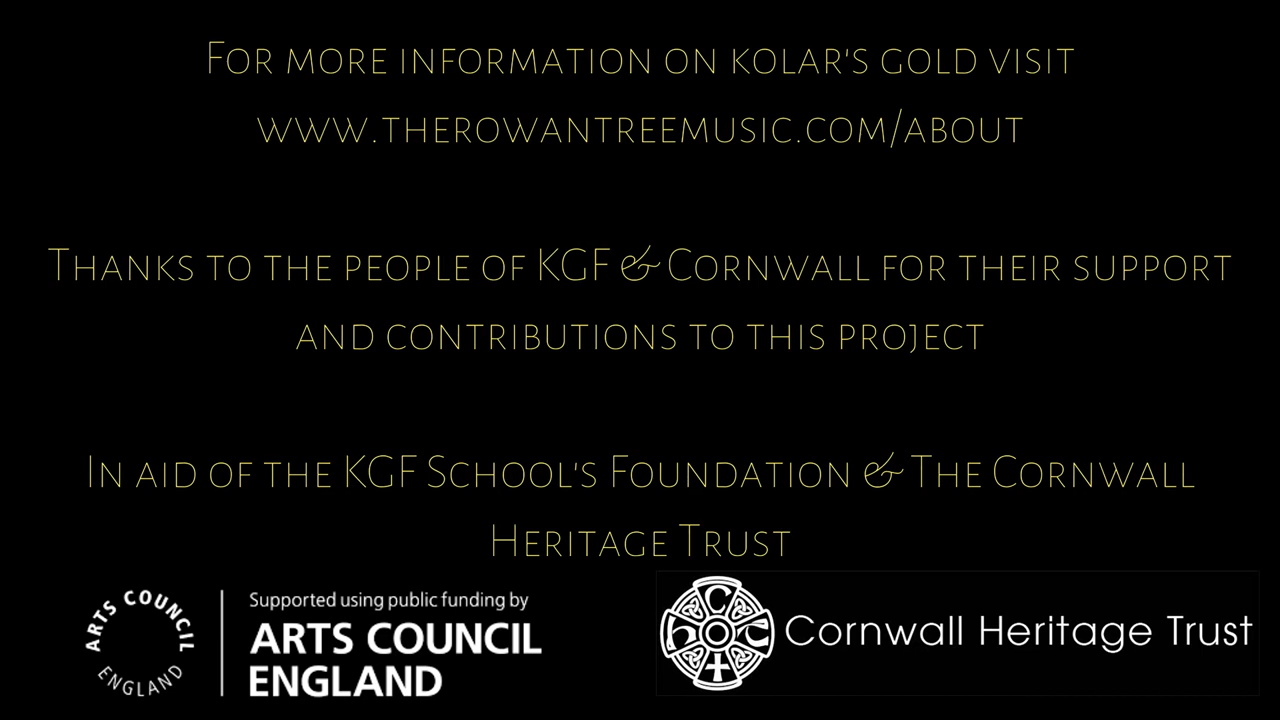 For more information on kolar's gold visit
www.therowantreemusic.com/about
Thanks to the people of KGF & Cornwall for their support
and contributions to this project
In aid of the KGF School's Foundation & The Cornwall
Heritage Trust
ARTS COUNCIL ENGLAND
Supported using public funding by
ARTS COUNCIL
ENGLAND
C H C T
Cornwall Heritage Trust